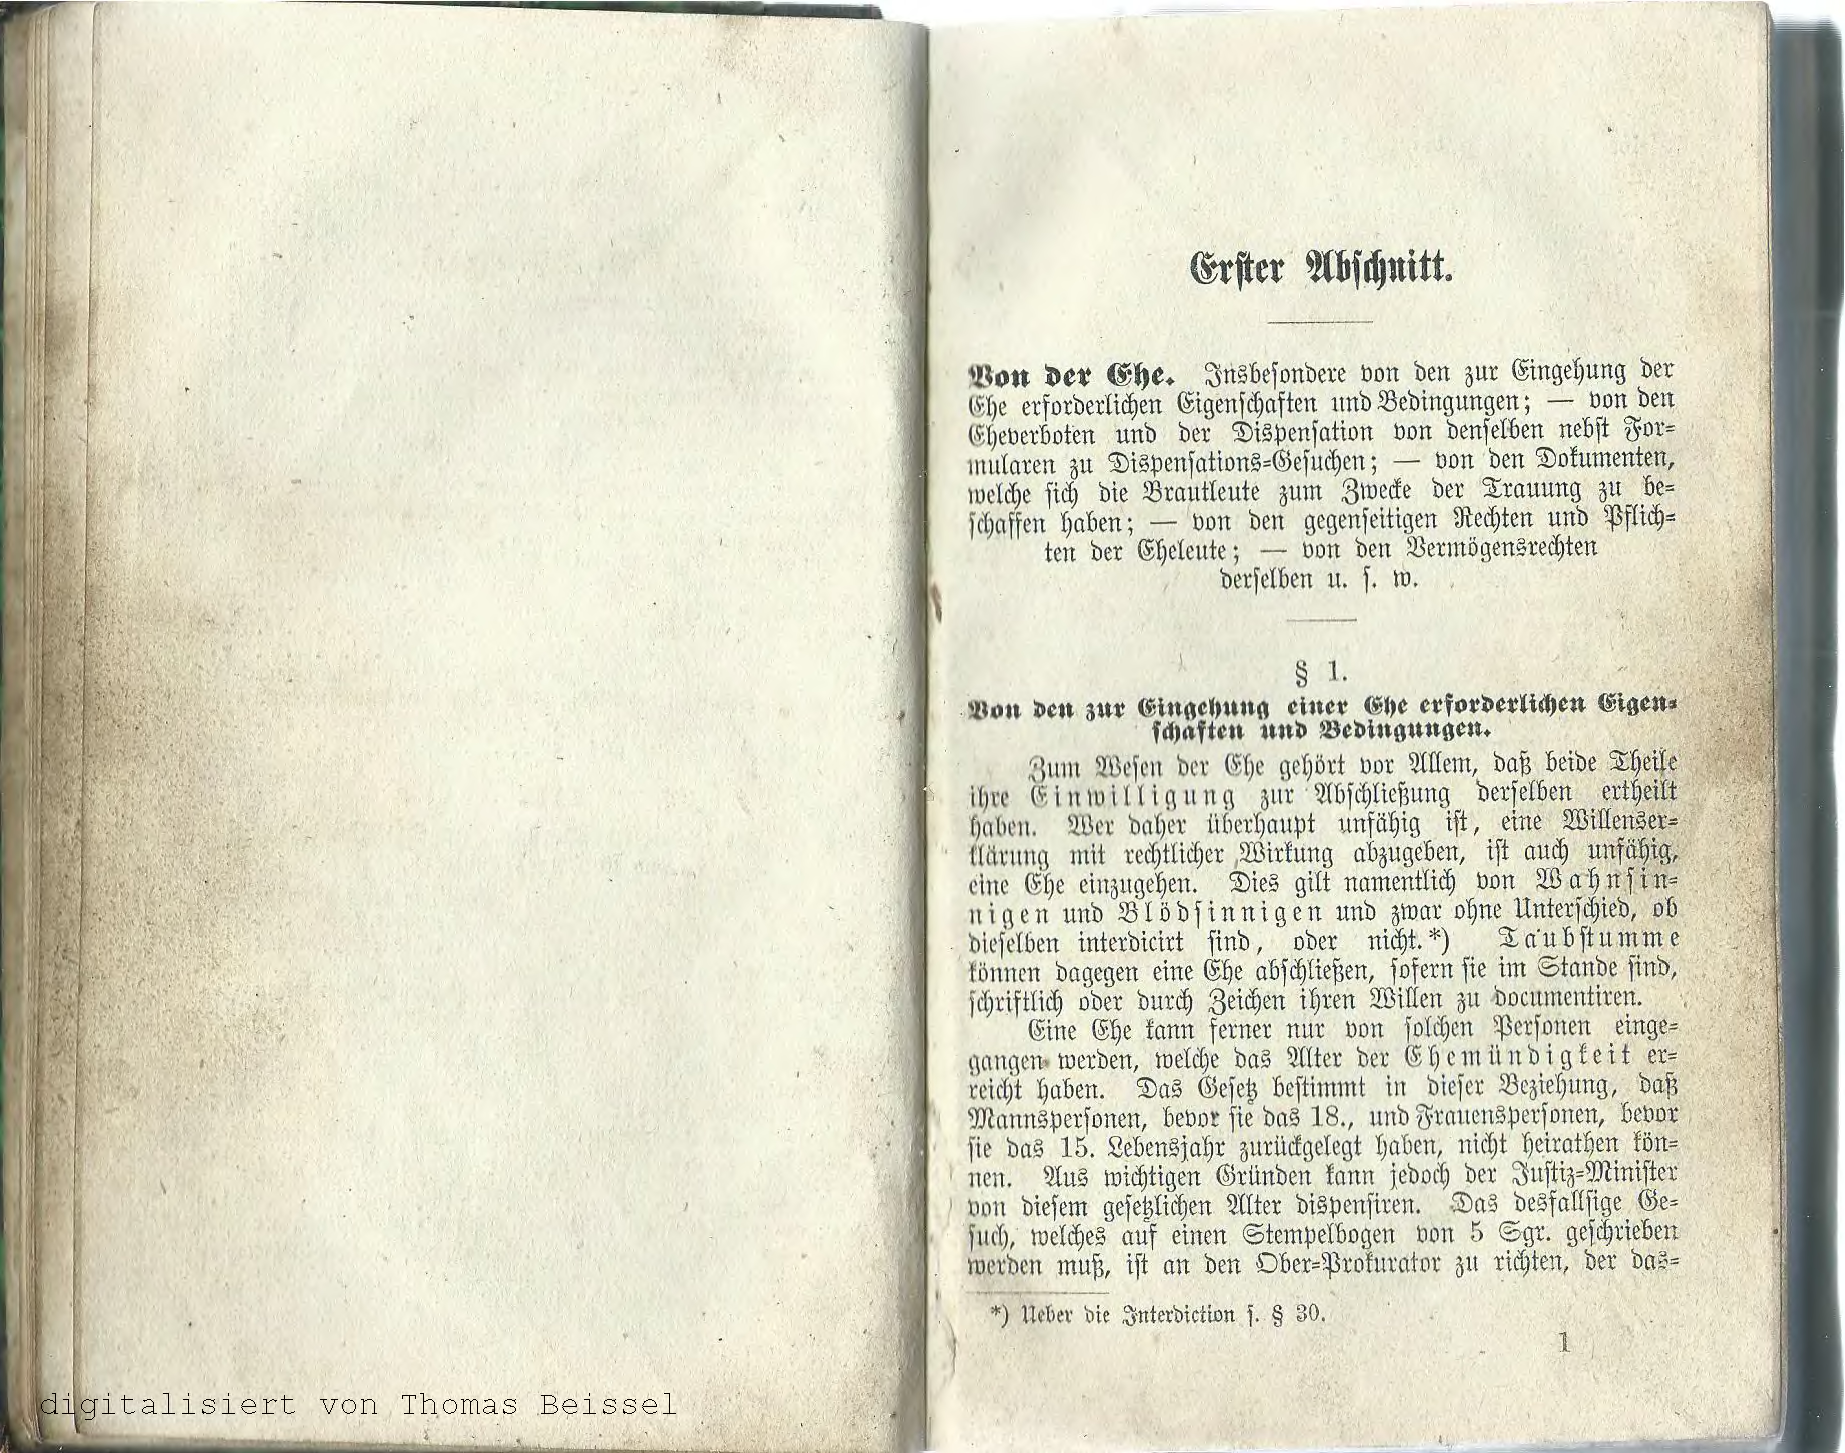 Erster Abschnitt.
Von der Ehe. Insbesondere von den zur Eingehung der
Ehe erforderlichen Eigenschaften und Bedingungen; — von den
Eheverboten und der Dispensation von denselben nebst For-
mularen zu Dispensations-Gesuchen; — von den Dokumenten,
welche sich die Brautleute zum Zwecke der Trauung zu be-
schaffen haben; — von den gegenseitigen Rechten und Pflich-
ten der Eheleute; — von den Vermögensrechten
derselben u. s. w.
§ 1.
Von den zur Eingehung einer Ehe erforderlichen Eigen-
schaften und Bedingungen.
Zum Wesen der Ehe gehört vor Allem, daß beide Theile
ihre Einwilligung zur Abschließung derselben ertheilt
haben. Wer daher überhaupt unfähig ist, eine Willenser-
klärung mit rechtlicher Wirkung abzugeben, ist auch unfähig,
eine Ehe einzugehen. Dies gilt namentlich von Wahnsin-
nigen und Blödsinnigen und zwar ohne Unterschied, ob
dieselben interdicirt sind, oder nicht.*) Taubstumme
können dagegen eine Ehe abschließen, sofern sie im Stande sind,
schriftlich oder durch Zeichen ihren Willen zu documentiren.
Eine Ehe kann ferner nur von solchen Personen einge-
gangen werden, welche das Alter der Ehemündigkeit er-
reicht haben. Das Gesetz bestimmt in dieser Beziehung, daß
Mannspersonen, bevor sie das 18., und Frauenspersonen, bevor
sie das 15. Lebensjahr zurückgelegt haben, nicht heirathen kön-
nen. Aus wichtigen Gründen kann jedoch der Justiz-Minister
von diesem gesetzlichen Alter dispensiren. Das desfallsige Ge-
such, welches auf einen Stempelbogen von 5 Sgr. geschrieben
werden muß, ist an den Ober-Prokurator zu richten, der das-
*) Ueber die Interdiction s. § 30.
1
digitalisiert von Thomas Beissel